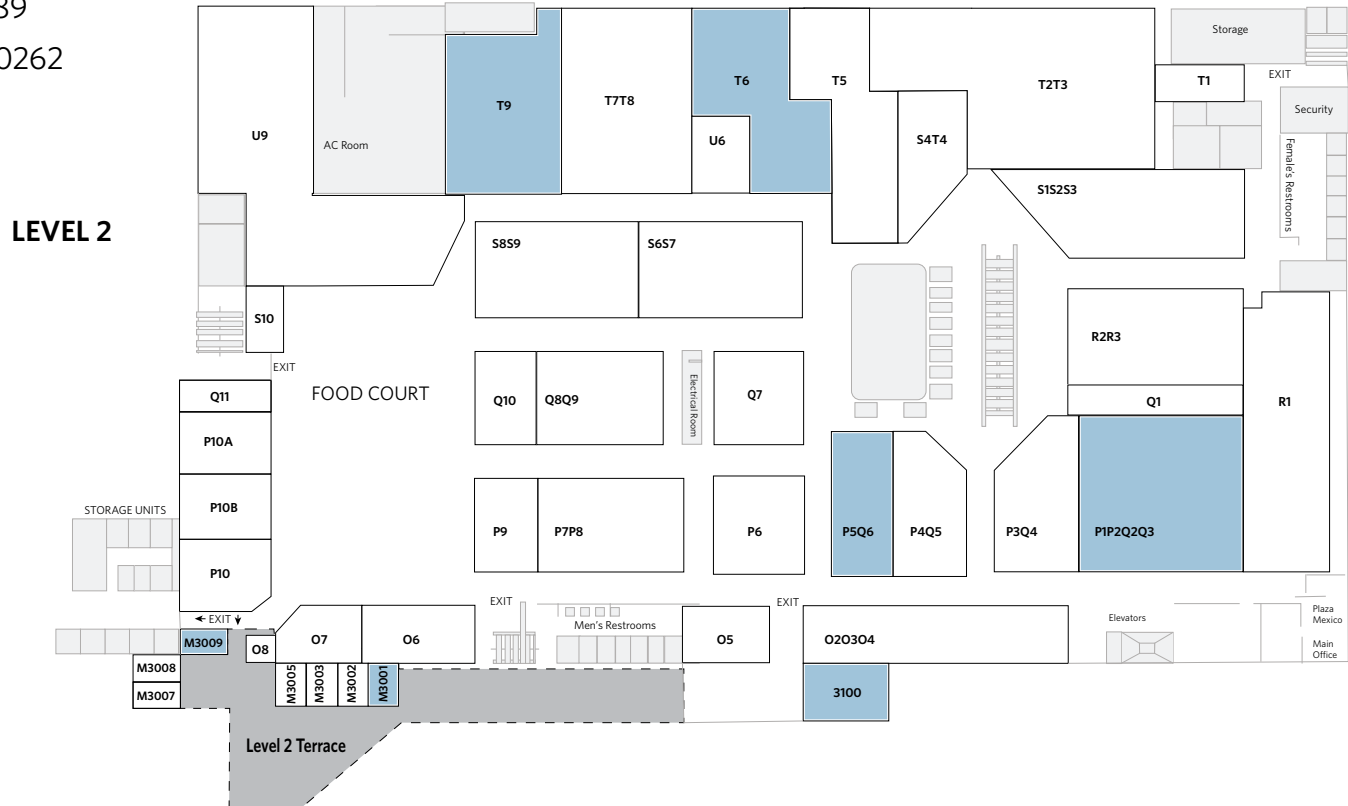 39
0262
Storage
T6
T5
T2T3
T1
EXIT
T9
T7T8
Security
U9
U6
S4T4
AC Room
Female's Restrooms
S1S2S3
LEVEL 2
S8S9
S6S7
S10
R2R3
EXIT
FOOD COURT
Q11
Q10
Q8Q9
Electrical Room
Q7
Q1
R1
P10A
P10B
STORAGE UNITS
P9
P7P8
P6
P5Q6
P4Q5
P3Q4
P1P2Q2Q3
P10
EXIT
EXIT
EXIT
Plaza
Mexico
Main
Office
Elevators
Men's Restrooms
M3009
O8
O7
O6
O5
O2O3O4
M3008
M3007
M3005
M3003
M3002
M3001
3100
Level 2 Terrace